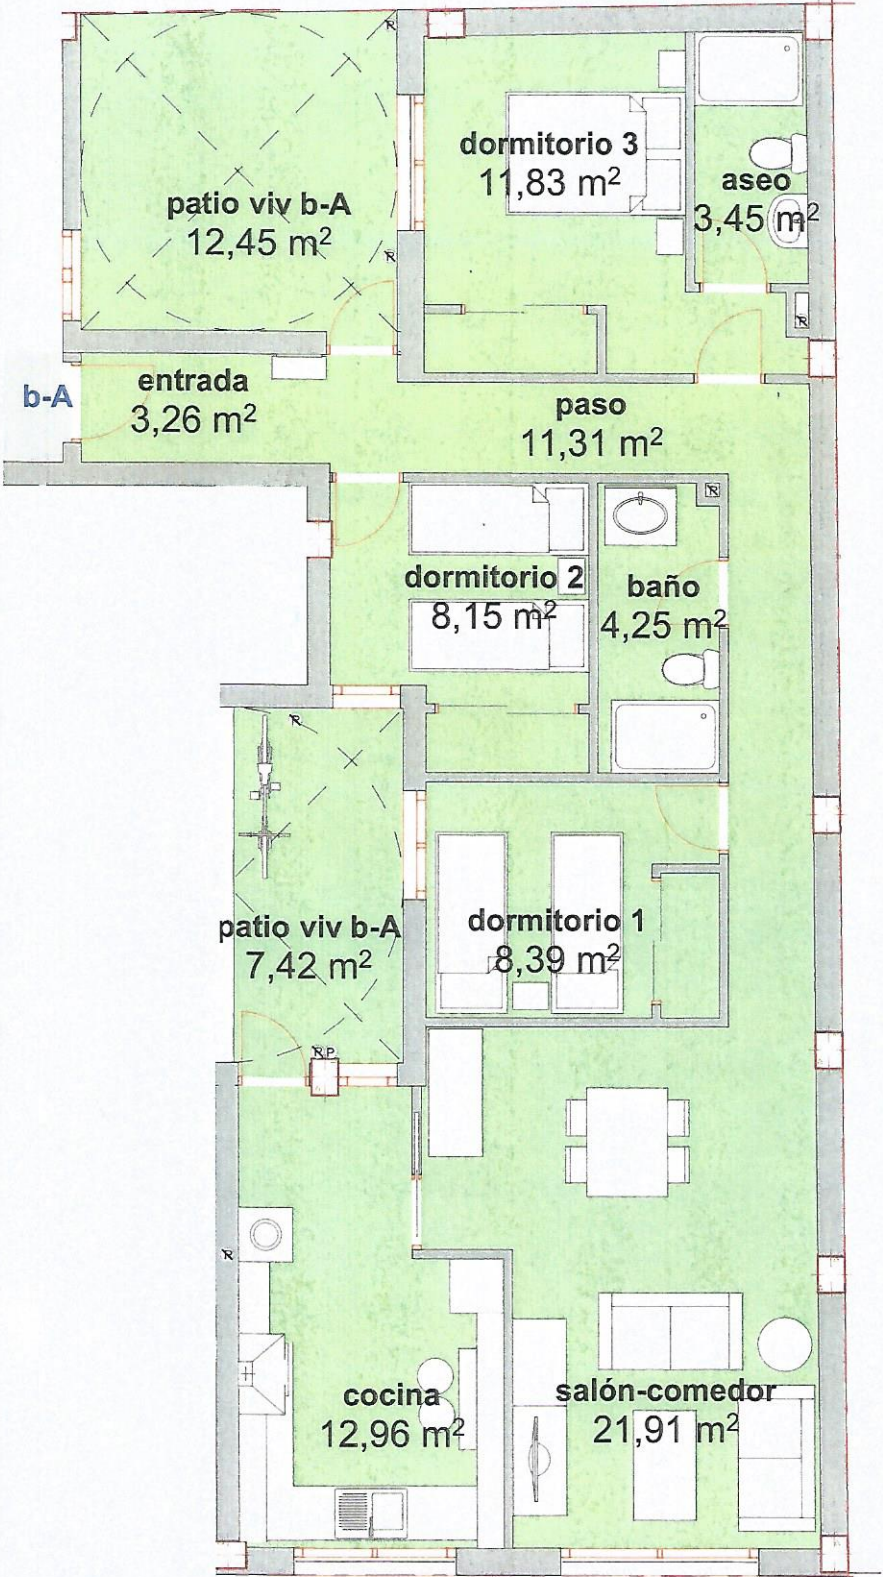 R
dormitorio 3
11,83 m²
aseo
3,45 m²
patio viv b-A
12,45 m²
R
R
b-A
entrada
3,26 m²
paso
11,31 m²
R
dormitorio 2
8,15 m²
baño
4,25 m²
R
patio viv b-A
7,42 m²
dormitorio 1
8,39 m²
RP
R
cocina
12,96 m²
salón-comedor
21,91 m²